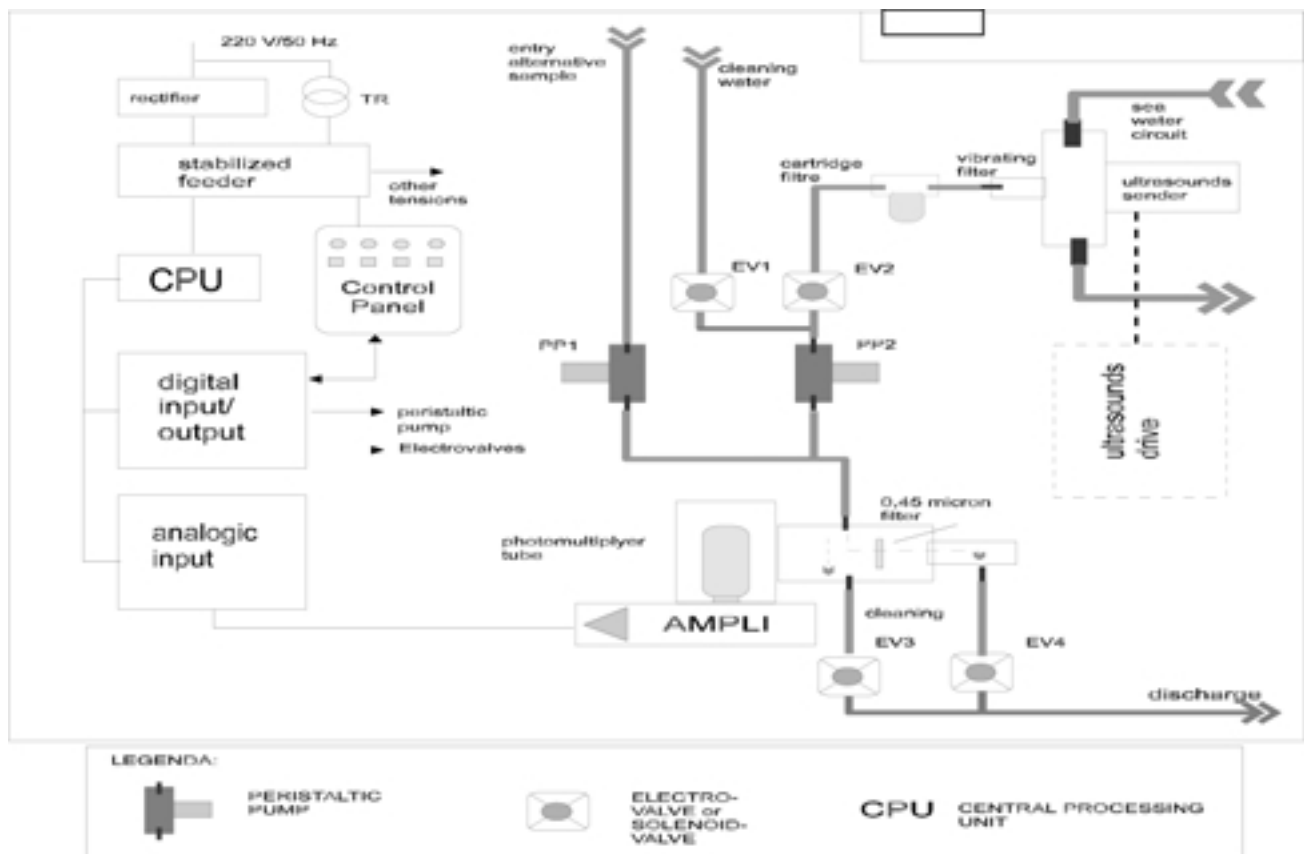 220 V/50 Hz
rectifier
TR
stabilized
feeder
other
tensions
CPU
Control
Panel
digital
input/
output
peristaltic
pump
Electrovalves
analogic
input
entry
alternative
sample
cleaning
water
EV1
EV2
cartridge
filtre
vibrating
filter
sea
water
circuit
ultrasounds
sender
ultrasounds
drive
PP1
PP2
0,45 micron
filter
photomultiplyer
tube
AMPLI
cleaning
EV3
EV4
discharge
LEGENDA:
PERISTALTIC
PUMP
ELECTRO-
VALVE or
SOLENOID-
VALVE
CPU
CENTRAL PROCESSING
UNIT